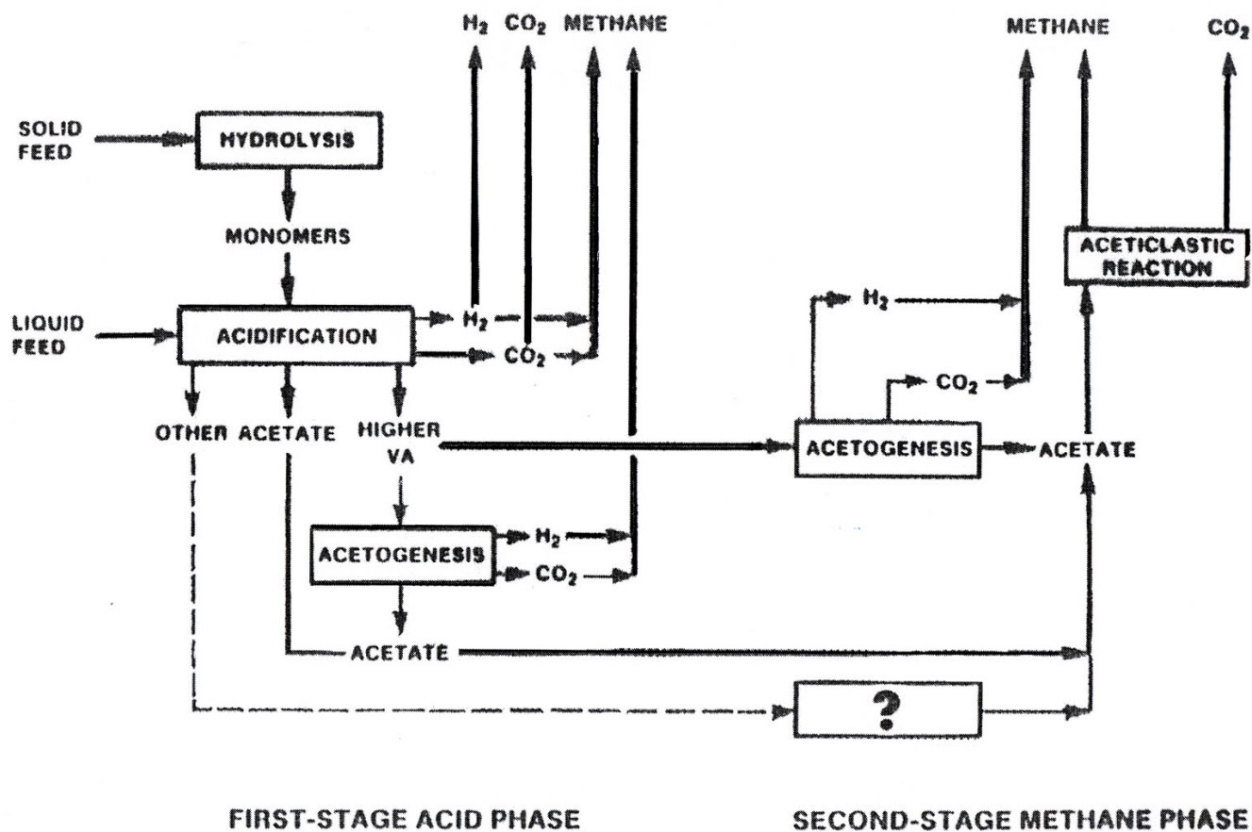 H₂ CO₂ METHANE
METHANE CO₂
SOLID
FEED
HYDROLYSIS
MONOMERS
ACETICLASTIC
REACTION
LIQUID
FEED
ACIDIFICATION
H₂
CO₂
H₂
CO₂
OTHER ACETATE HIGHER
VA
ACETOGENESIS
ACETATE
ACETOGENESIS
H₂
CO₂
ACETATE
?
FIRST-STAGE ACID PHASE
SECOND-STAGE METHANE PHASE